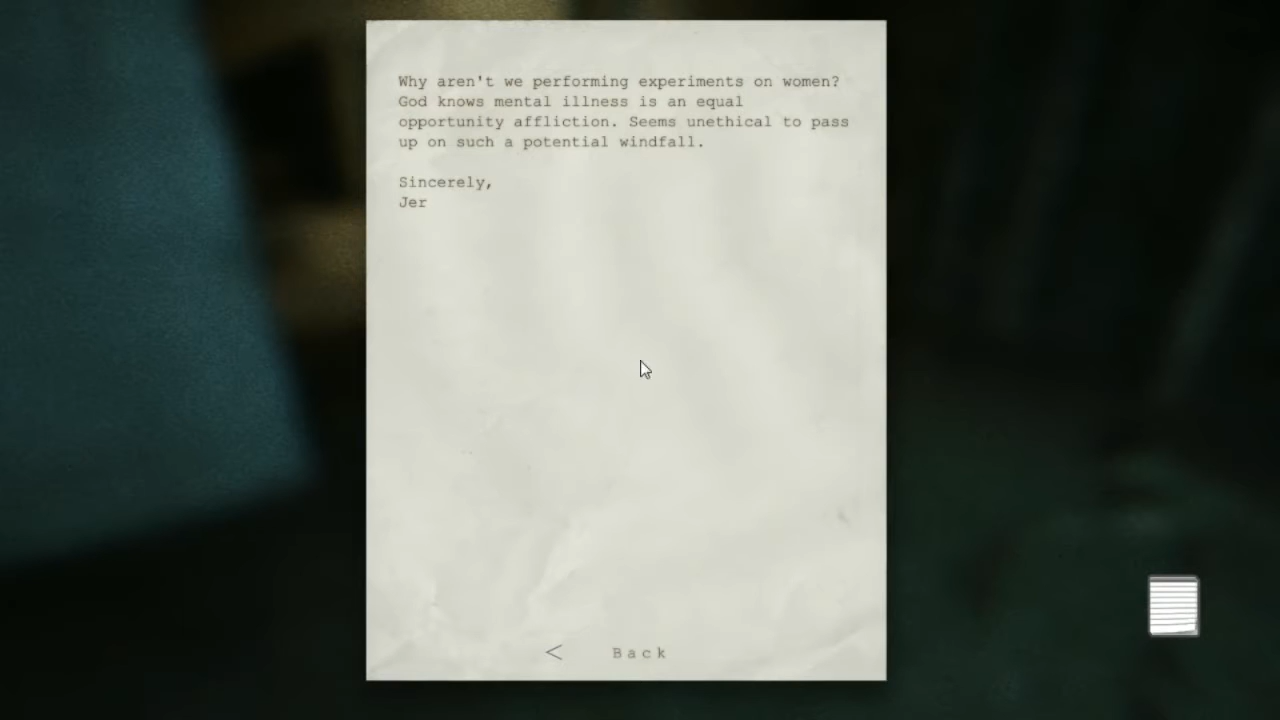 Why aren't we performing experiments on women?
God knows mental illness is an equal
opportunity affliction. Seems unethical to pass
up on such a potential windfall.
Sincerely,
Jer
< Back